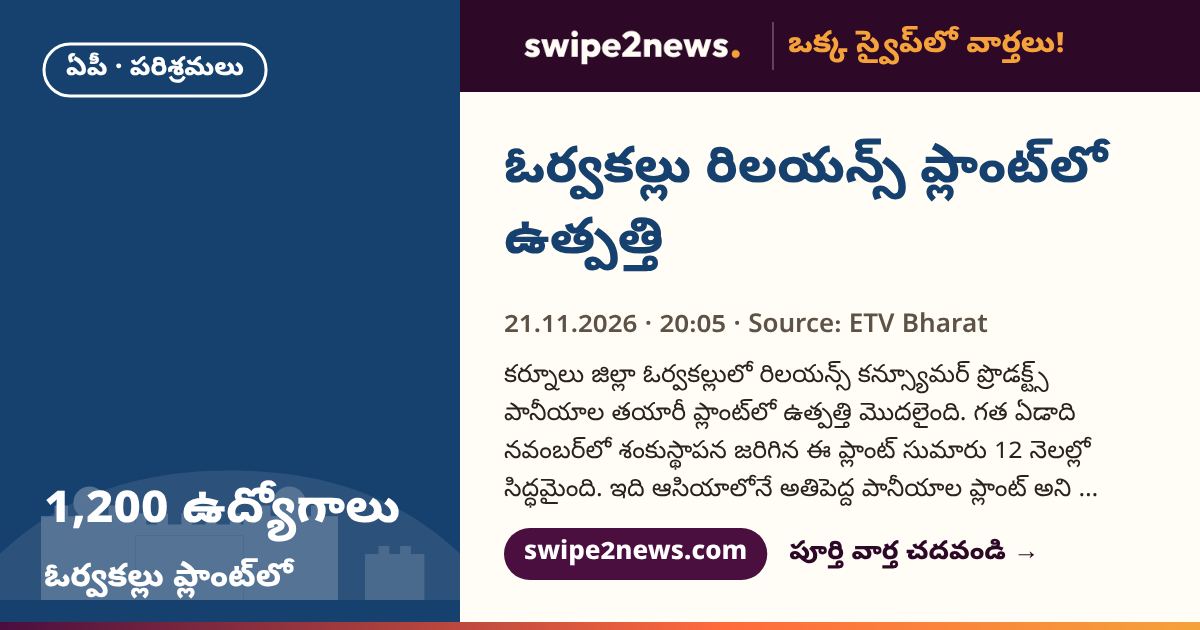 ఏపీ · పరిశ్రమలు
1,200 ఉద్యోగాలు
ఓర్వకల్లు ప్లాంట్‌లో
swipe2news.
ఒక్క స్వైప్‌లో వార్తలు!
ఓర్వకల్లు రిలయన్స్ ప్లాంట్‌లో
ఉత్పత్తి
21.11.2026 · 20:05 · Source: ETV Bharat
కర్నూలు జిల్లా ఓర్వకల్లులో రిలయన్స్ కన్స్యూమర్ ప్రొడక్ట్స్
పానీయాల తయారీ ప్లాంట్‌లో ఉత్పత్తి మొదలైంది. గత ఏడాది
నవంబర్‌లో శంకుస్థాపన జరిగిన ఈ ప్లాంట్ సుమారు 12 నెలల్లో
సిద్ధమైంది. ఇది ఆసియాలోనే అతిపెద్ద పానీయాల ప్లాంట్ అని ...
swipe2news.com
పూర్తి వార్త చదవండి →